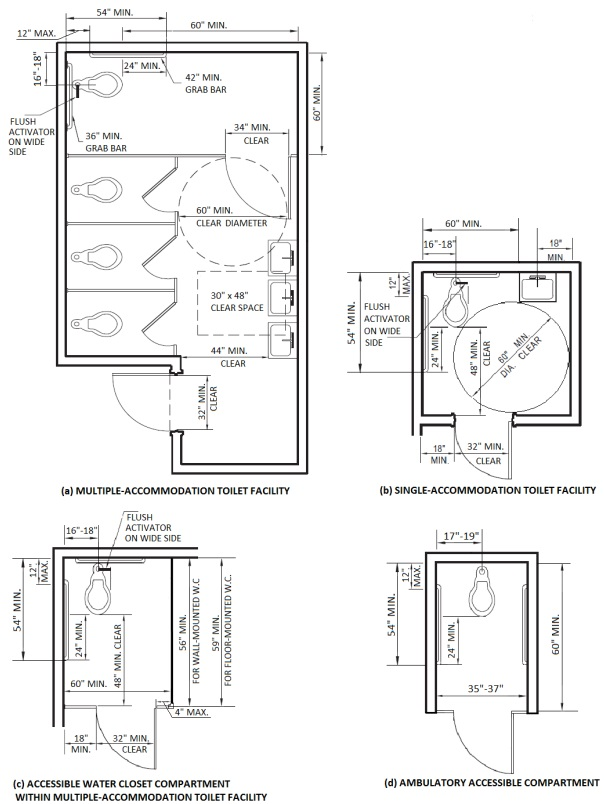 54" MIN.
12" MAX.
60" MIN.
16"-18"
24" MIN.
42" MIN.
GRAB BAR
FLUSH
ACTIVATOR
ON WIDE
SIDE
36" MIN.
GRAB BAR
34" MIN.
CLEAR
60" MIN.
60" MIN.
CLEAR DIAMETER
30" x 48"
CLEAR SPACE
44" MIN.
CLEAR
32" MIN.
CLEAR
(a) MULTIPLE-ACCOMMODATION TOILET FACILITY
60" MIN.
16"-18"
18"
MIN.
12"
MAX.
54" MIN.
FLUSH
ACTIVATOR
ON WIDE
SIDE
24" MIN.
48" MIN.
CLEAR
60" MIN.
DIA. CLEAR
18"
MIN.
32" MIN.
CLEAR
(b) SINGLE-ACCOMMODATION TOILET FACILITY
FLUSH
ACTIVATOR
ON WIDE SIDE
16"-18"
12"
MAX.
54" MIN.
24" MIN.
48" MIN. CLEAR
56" MIN.
FOR WALL-MOUNTED W.C
59" MIN.
FOR FLOOR-MOUNTED W.C.
60" MIN.
4" MAX.
18"
MIN.
32" MIN.
CLEAR
(c) ACCESSIBLE WATER CLOSET COMPARTMENT
WITHIN MULTIPLE-ACCOMMODATION TOILET FACILITY
17"-19"
12"
MAX.
54" MIN.
24" MIN.
60" MIN.
35"-37"
(d) AMBULATORY ACCESSIBLE COMPARTMENT